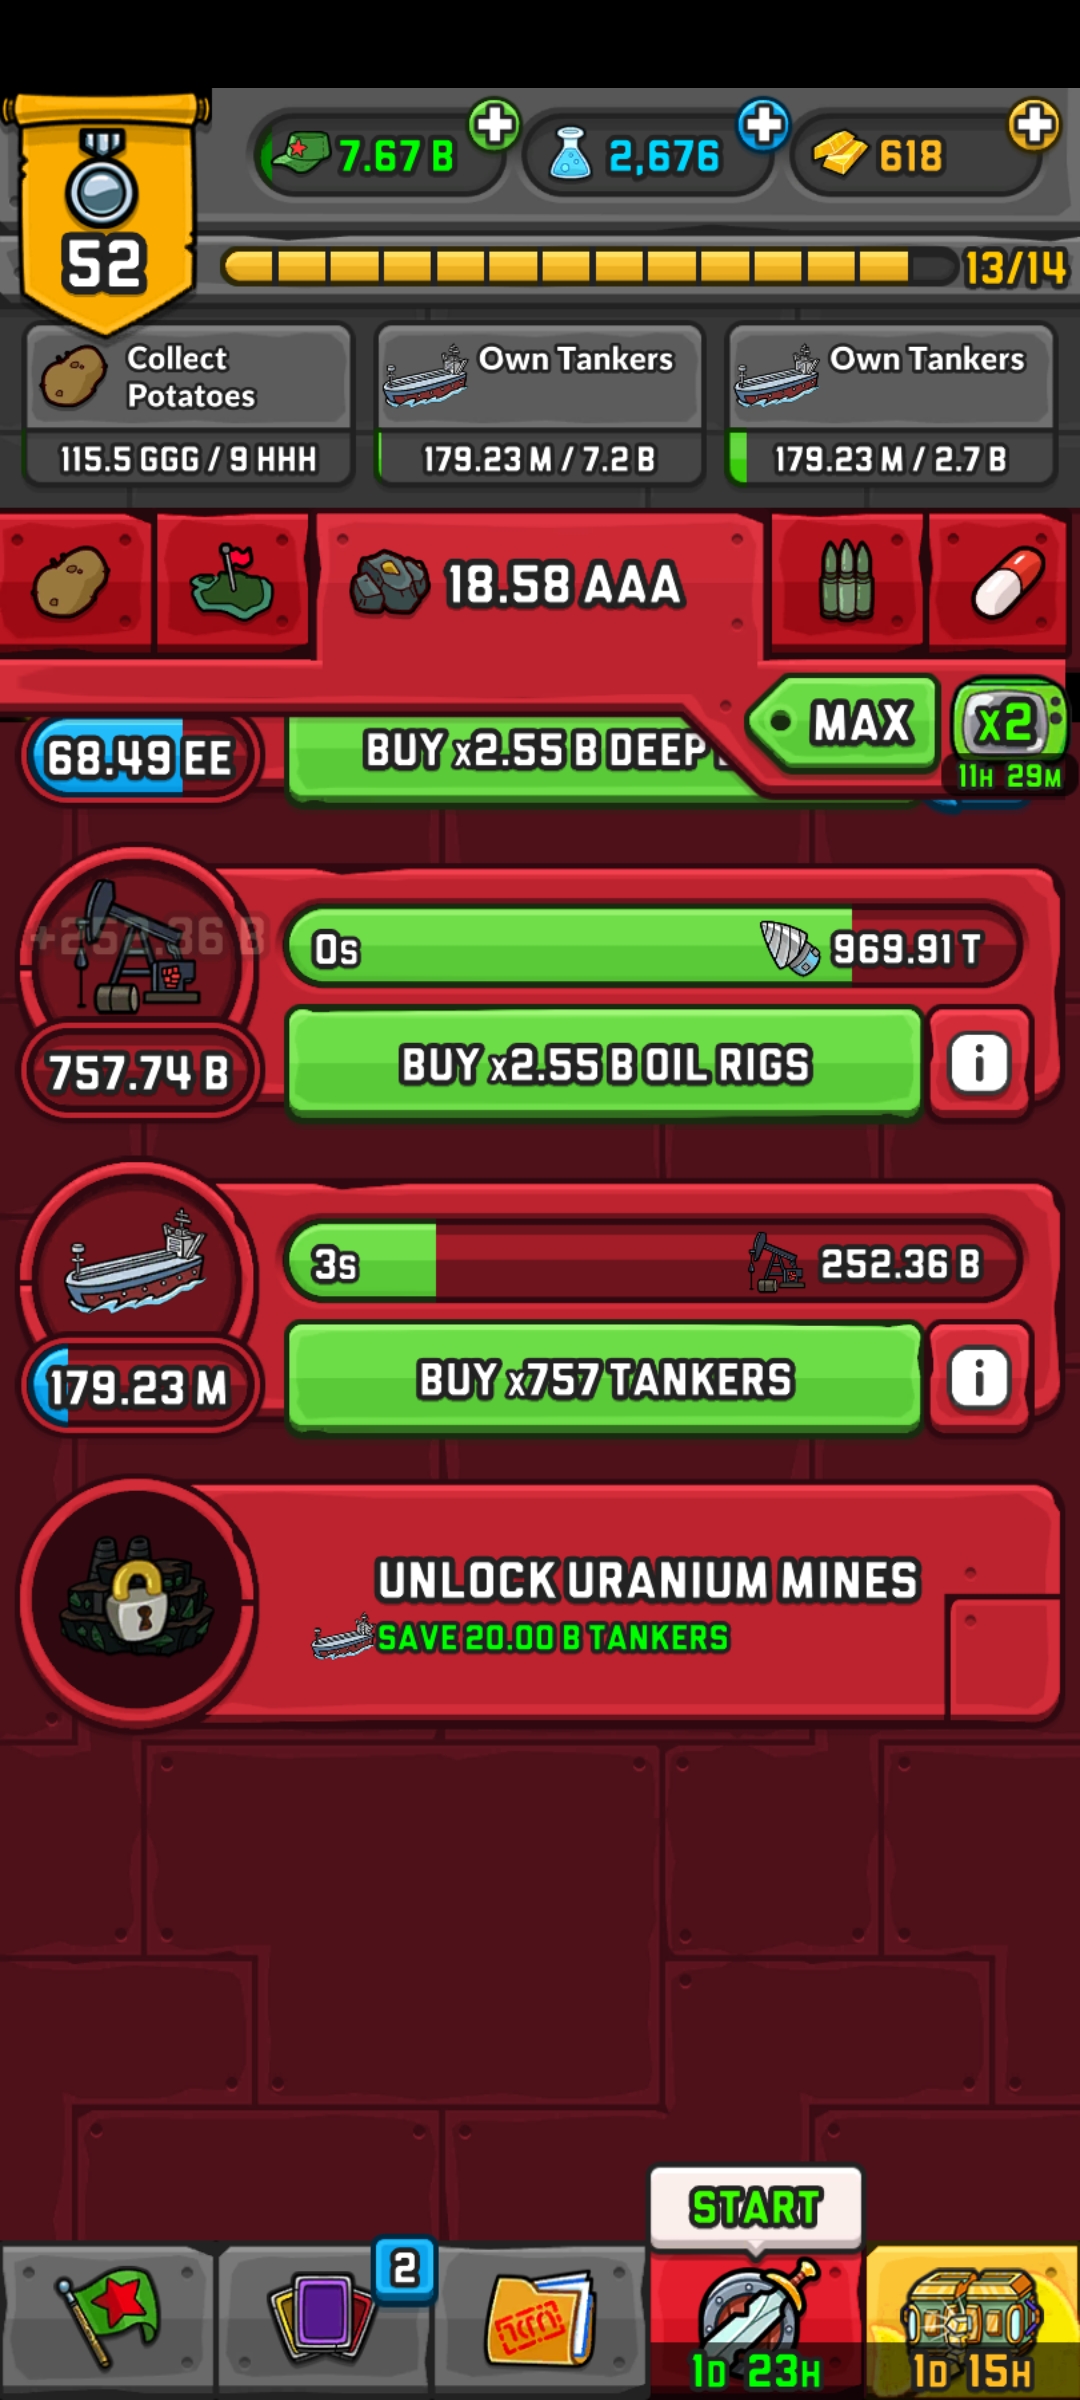 7.67 B
2,676
618
52
13/14
Collect
Potatoes
115.5 GGG / 9 HHH
Own Tankers
179.23 M / 7.2 B
Own Tankers
179.23 M / 2.7 B
18.58 AAA
MAX
x2
11H 29M
68.49 EE
BUY x2.55 B DEEP
+252.36 B
0s
969.91 T
757.74 B
BUY x2.55 B OIL RIGS
i
3s
252.36 B
179.23 M
BUY x757 TANKERS
i
UNLOCK URANIUM MINES
SAVE 20.00 B TANKERS
START
2
1D 23H
1D 15H